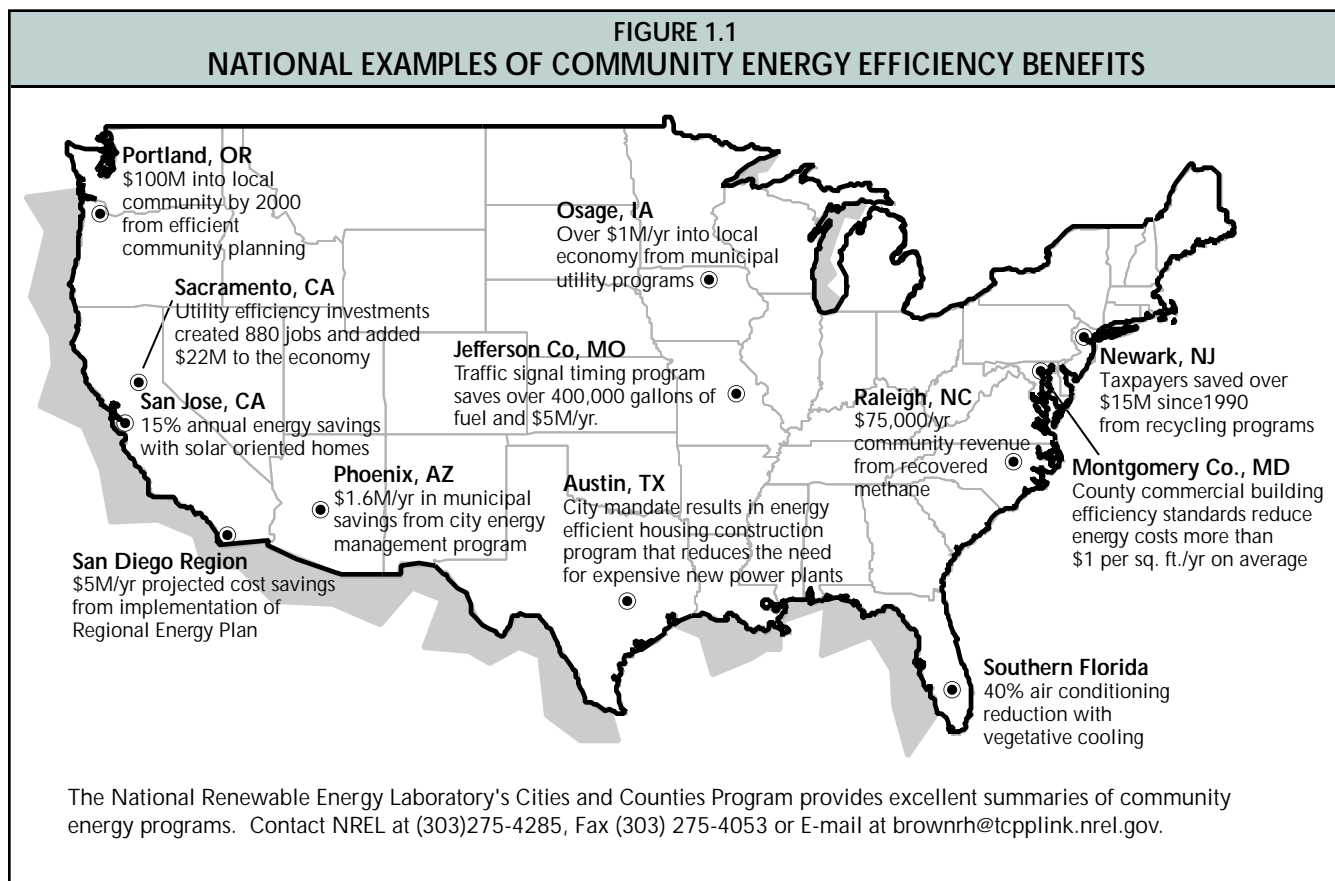 FIGURE 1.1
NATIONAL EXAMPLES OF COMMUNITY ENERGY EFFICIENCY BENEFITS
Portland, OR
$100M into local
community by 2000
from efficient
community planning
Sacramento, CA
Utility efficiency investments
created 880 jobs and added
$22M to the economy
San Jose, CA
15% annual energy savings
with solar oriented homes
San Diego Region
$5M/yr projected cost savings
from implementation of
Regional Energy Plan
Phoenix, AZ
$1.6M/yr in municipal
savings from city energy
management program
Osage, IA
Over $1M/yr into local
economy from municipal
utility programs
Jefferson Co, MO
Traffic signal timing program
saves over 400,000 gallons of
fuel and $5M/yr.
Austin, TX
City mandate results in energy
efficient housing construction
program that reduces the need
for expensive new power plants
Raleigh, NC
$75,000/yr
community revenue
from recovered
methane
Newark, NJ
Taxpayers saved over
$15M since1990
from recycling programs
Montgomery Co., MD
County commercial building
efficiency standards reduce
energy costs more than
$1 per sq. ft./yr on average
Southern Florida
40% air conditioning
reduction with
vegetative cooling
The National Renewable Energy Laboratory's Cities and Counties Program provides excellent summaries of community
energy programs. Contact NREL at (303)275-4285, Fax (303) 275-4053 or E-mail at brownrh@tcpplink.nrel.gov.